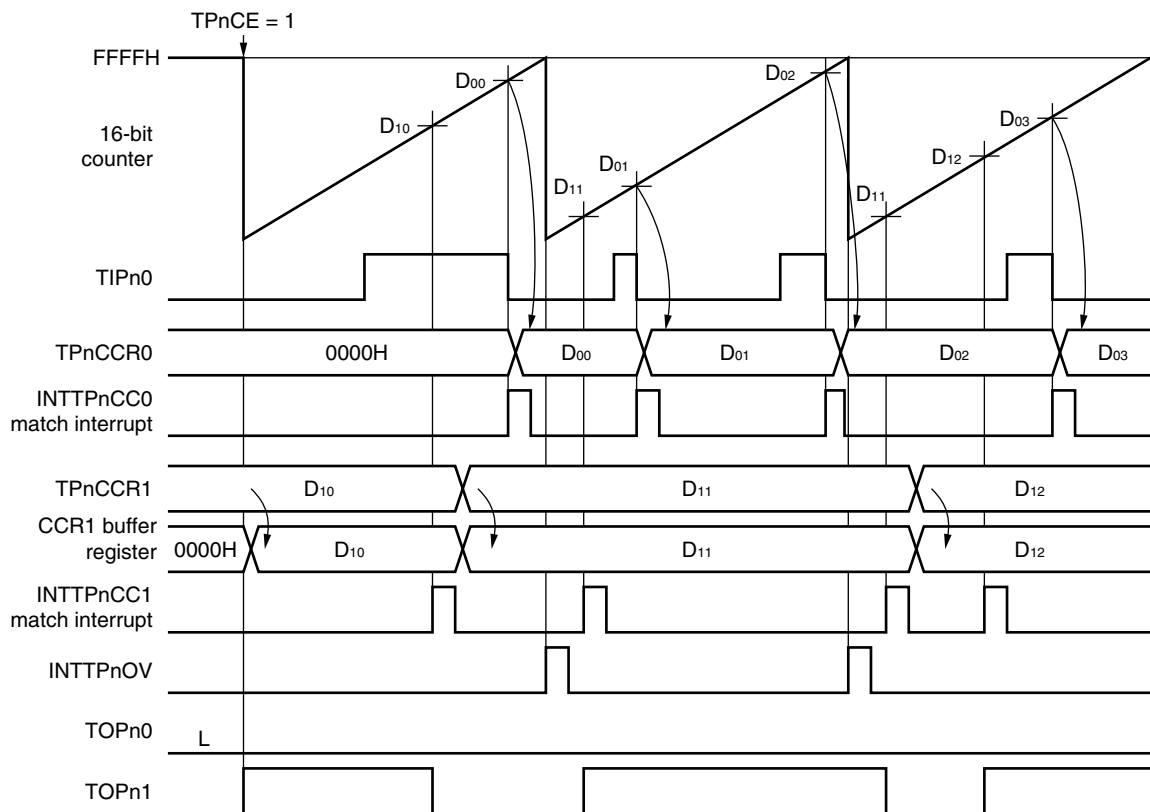 TPnCE = 1
FFFFH
16-bit
counter
D10
D00
D11
D01
D02
D11
D12
D03
TIPn0
TPnCCR0
0000H
D00
D01
D02
D03
INTTPnCC0
match interrupt
TPnCCR1
D10
D11
D12
CCR1 buffer
register
0000H
D10
D11
D12
INTTPnCC1
match interrupt
INTTPnOV
TOPn0
L
TOPn1